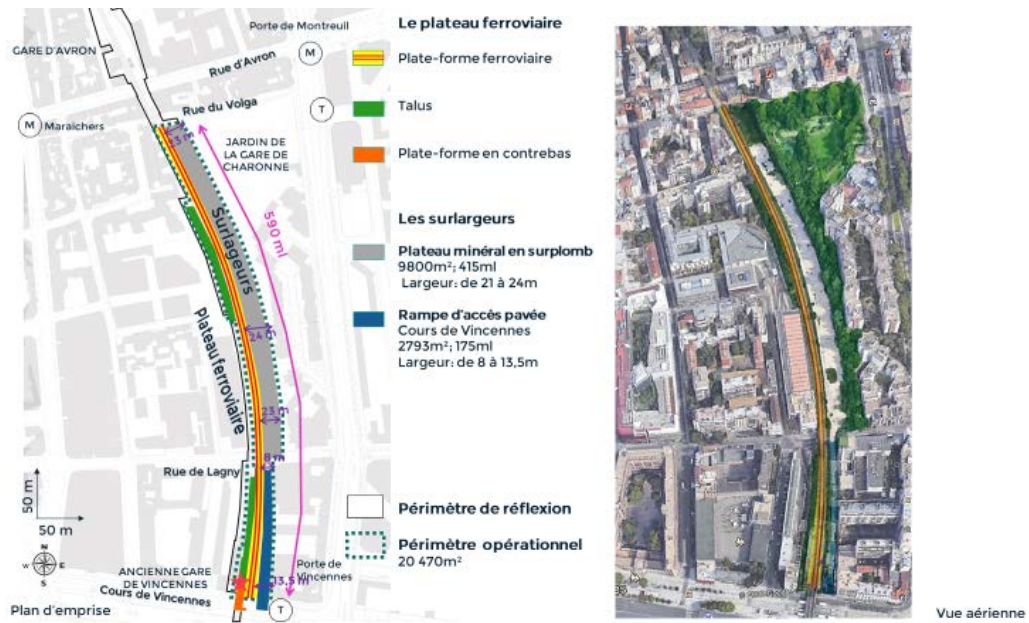 Porte de Montreuil
GARE D'AVRON
M
Rue d'Avron
T
Rue du Volga
M Maraîchers
23 m
JARDIN DE
LA GARE DE
CHARONNE
590 ml
Surlageurs
Plateau ferroviaire
24 m
23 m
8 m
Rue de Lagny
50 m
50 m
N
W E
S
ANCIENNE GARE
DE VINCENNES
Cours de Vincennes
13,5 m
Porte de
Vincennes
T
Plan d'emprise
Le plateau ferroviaire
Plate-forme ferroviaire
Talus
Plate-forme en contrebas
Les surlargeurs
Plateau minéral en surplomb
9800m²; 415ml
Largeur: de 21 à 24m
Rampe d'accès pavée
Cours de Vincennes
2793m²; 175ml
Largeur: de 8 à 13,5m
Périmètre de réflexion
Périmètre opérationnel
20 470m²
Vue aérienne